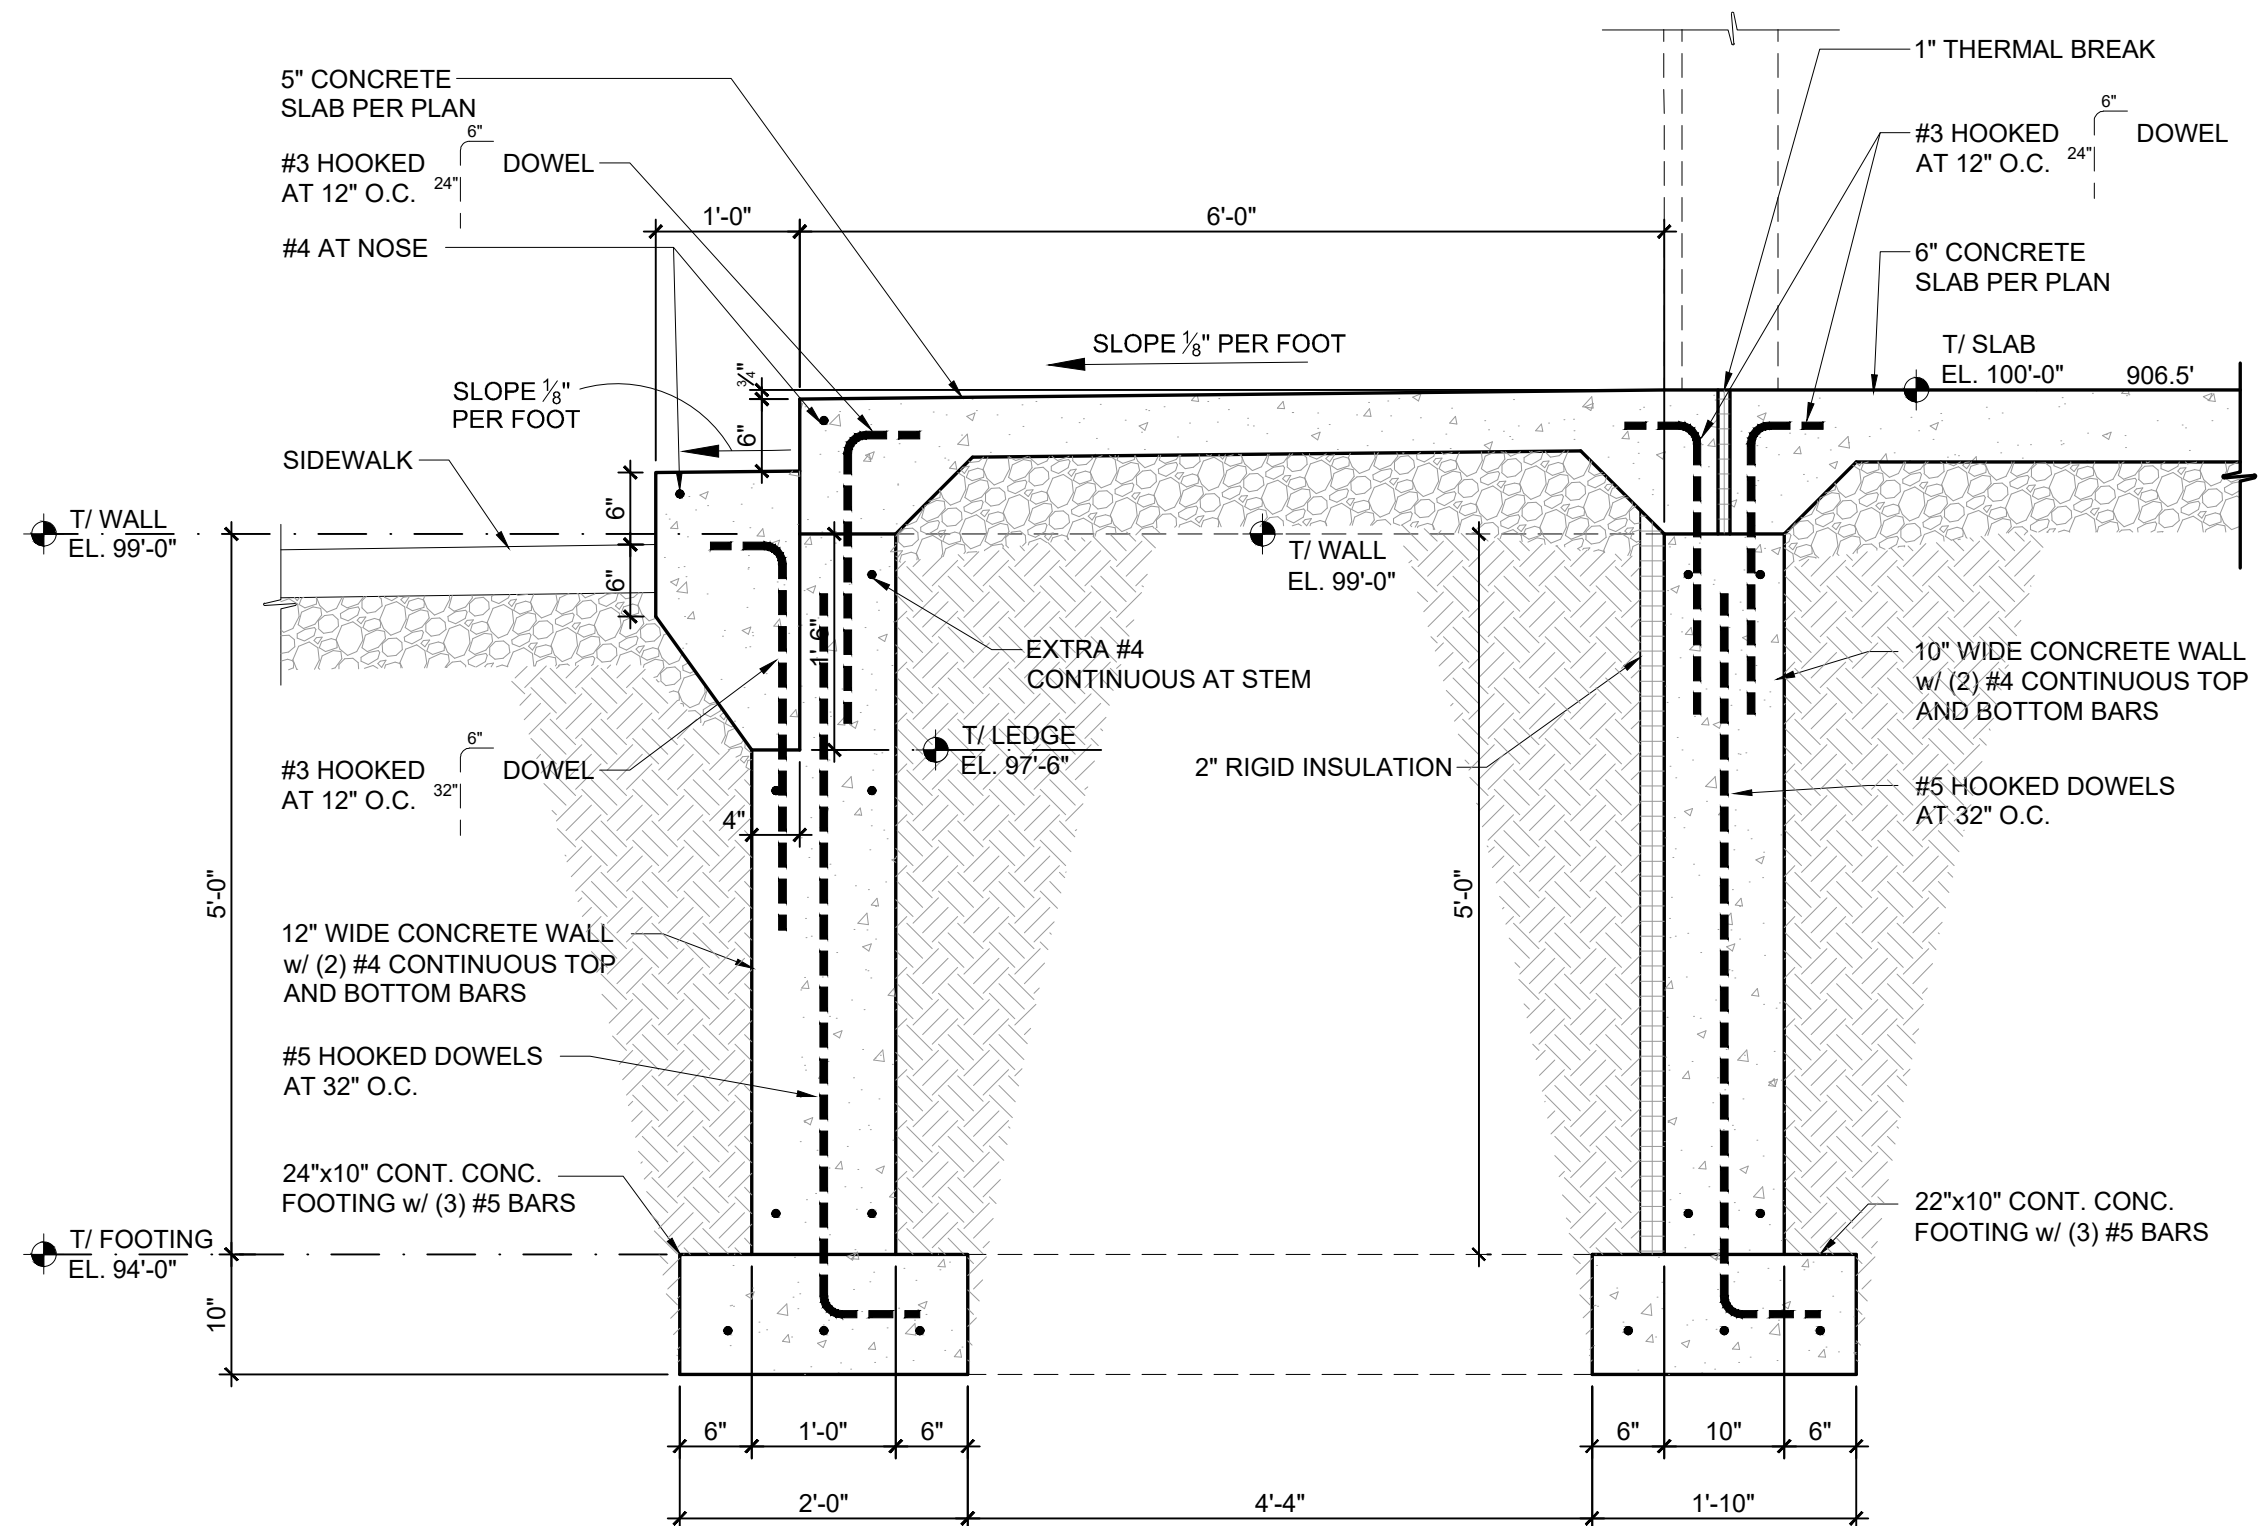 5" CONCRETE
SLAB PER PLAN
6"
#3 HOOKED DOWEL
AT 12" O.C. 24"
#4 AT NOSE
1'-0"
6'-0"
1" THERMAL BREAK
6"
#3 HOOKED DOWEL
AT 12" O.C. 24"
6" CONCRETE
SLAB PER PLAN
SLOPE ⅛" PER FOOT
T/ SLAB
EL. 100'-0" 906.5'
3/4"
SLOPE ⅛"
PER FOOT
6"
SIDEWALK
6"
T/ WALL
EL. 99'-0"
6"
T/ WALL
EL. 99'-0"
1'-6"
EXTRA #4
CONTINUOUS AT STEM
10" WIDE CONCRETE WALL
w/ (2) #4 CONTINUOUS TOP
AND BOTTOM BARS
T/ LEDGE
EL. 97'-6"
6"
#3 HOOKED DOWEL
AT 12" O.C. 32"
2" RIGID INSULATION
#5 HOOKED DOWELS
AT 32" O.C.
4"
5'-0"
5'-0"
12" WIDE CONCRETE WALL
w/ (2) #4 CONTINUOUS TOP
AND BOTTOM BARS
#5 HOOKED DOWELS
AT 32" O.C.
24"x10" CONT. CONC.
FOOTING w/ (3) #5 BARS
22"x10" CONT. CONC.
FOOTING w/ (3) #5 BARS
T/ FOOTING
EL. 94'-0"
10"
6" 1'-0" 6"
6" 10" 6"
2'-0" 4'-4" 1'-10"